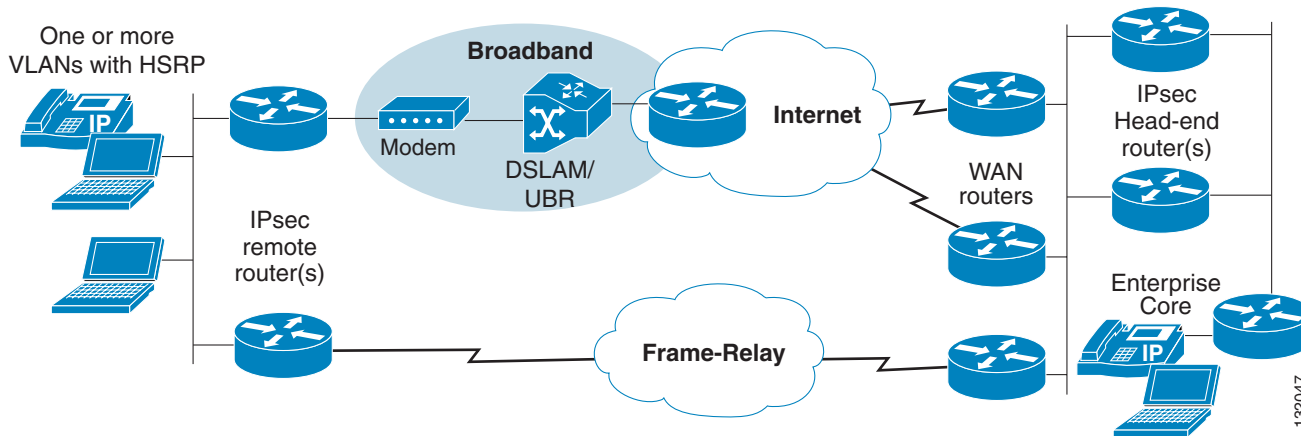 One or more
VLANs with HSRP
IP
Broadband
Modem
DSLAM/
UBR
Internet
IPsec
remote
router(s)
Frame-Relay
WAN
routers
IPsec
Head-end
router(s)
Enterprise
Core
IP
132047